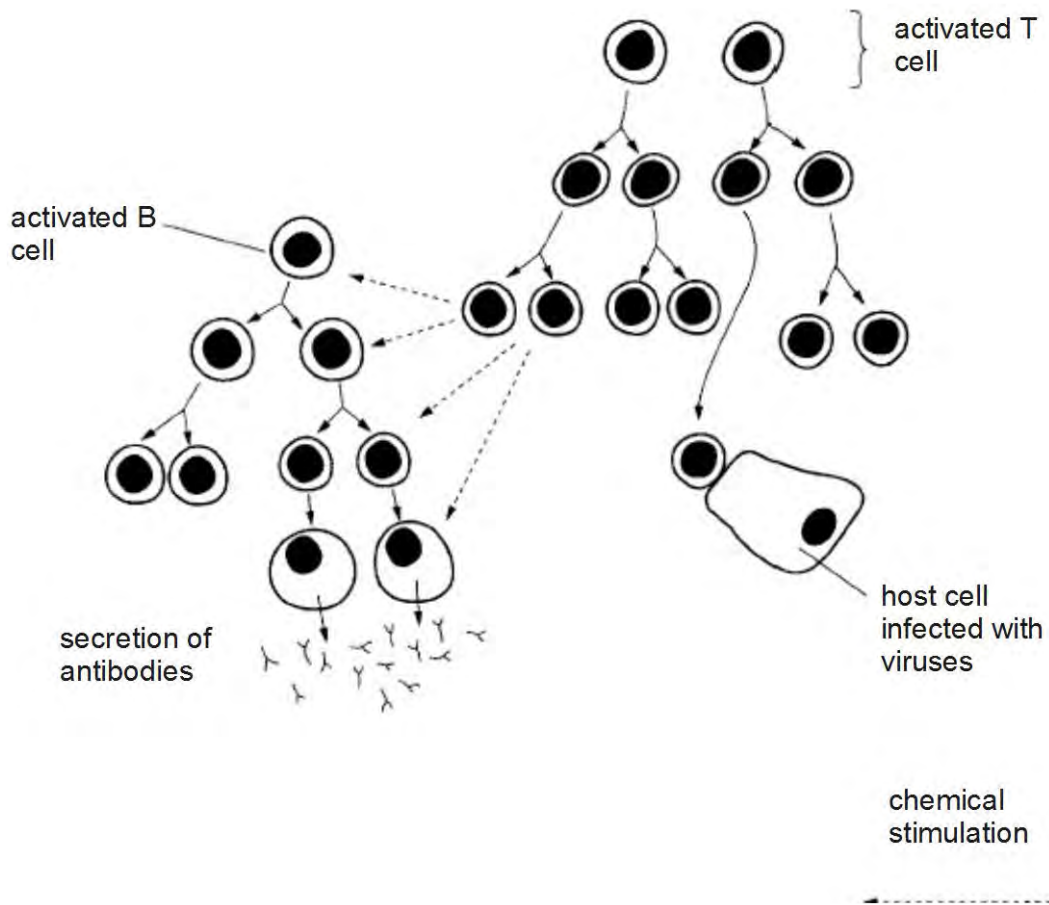 activated T
cell
activated B
cell
secretion of
antibodies
host cell
infected with
viruses
chemical
stimulation